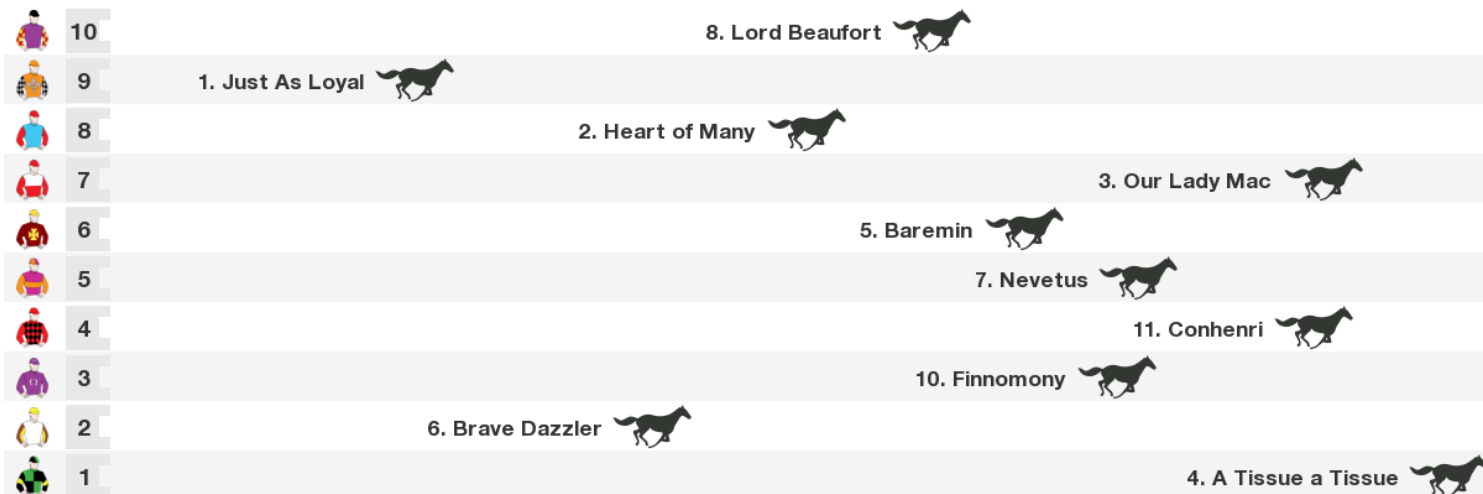 10 8. Lord Beaufort
9 1. Just As Loyal
8 2. Heart of Many
7 3. Our Lady Mac
6 5. Baremin
5 7. Nevetus
4 11. Conhenri
3 10. Finnomony
2 6. Brave Dazzler
1 4. A Tissue a Tissue